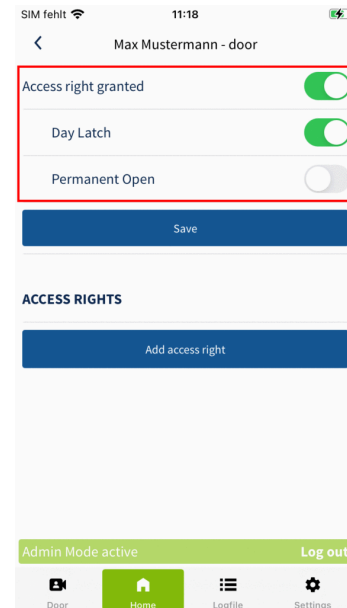 SIM fehlt 11:18
Max Mustermann - door
Access right granted
Day Latch
Permanent Open
Save
ACCESS RIGHTS
Add access right
Admin Mode active Log out
Door Home Logfile Settings